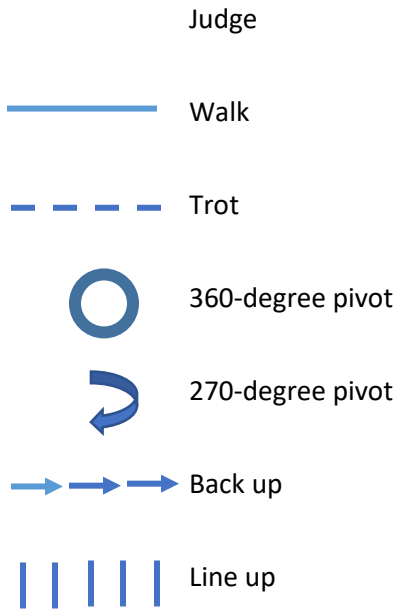 Judge
Walk
Trot
360-degree pivot
270-degree pivot
Back up
Line up